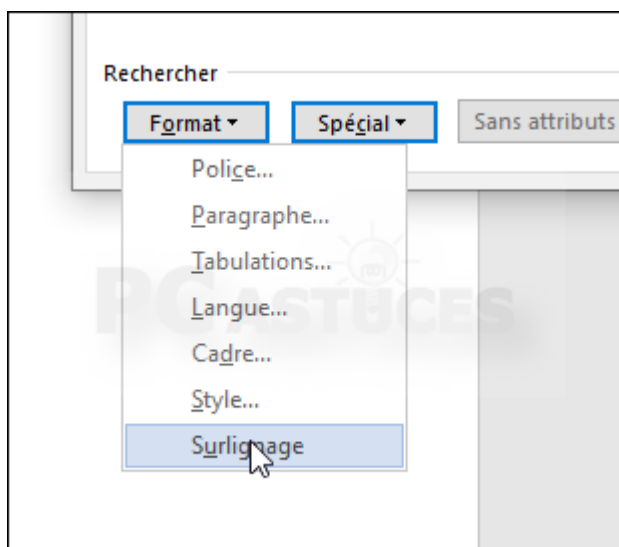 Rechercher
Format Spécial Sans attributs
Police...
Paragraphe...
Tabulations...
Langue...
Cadre...
Style...
Surlignage
PC ASTUCES